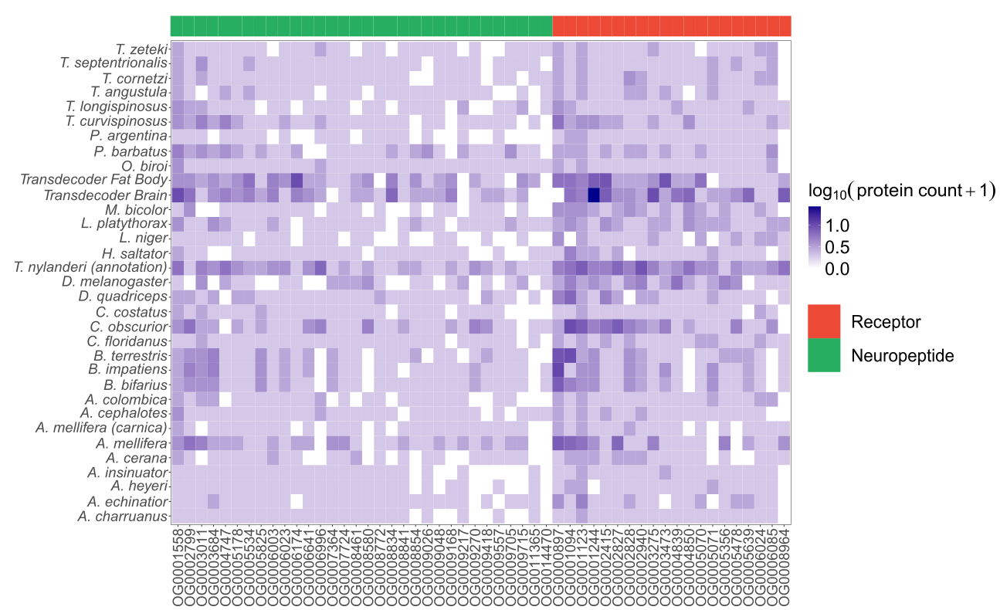 T. zeteki
T. septentrionalis
T. cornetzi
T. angustula
T. longispinosus
T. curvispinosus
P. argentina
P. barbatus
O. biroi
Transdecoder Fat Body
Transdecoder Brain
M. bicolor
L. platythorax
L. niger
H. saltator
T. nylanderi (annotation)
D. melanogaster
D. quadriceps
C. costatus
C. obscurior
C. floridanus
B. terrestris
B. impatiens
B. bifarius
A. colombica
A. cephalotes
A. mellifera (carnica)
A. mellifera
A. cerana
A. insinuator
A. heyeri
A. echinatior
A. charruanus
OG0001558
OG0002799
OG0003011
OG0003684
OG0004747
OG0005178
OG0005534
OG0005825
OG0006003
OG0006023
OG0006174
OG0006641
OG0006996
OG0007364
OG0007724
OG0008461
OG0008580
OG0008772
OG0008834
OG0008841
OG0008854
OG0009026
OG0009048
OG0009168
OG0009217
OG0009270
OG0009418
OG0009557
OG0009705
OG0009715
OG0011365
OG0014470
OG0000897
OG0001094
OG0001123
OG0001244
OG0002415
OG0002827
OG0002828
OG0002940
OG0003275
OG0003473
OG0004839
OG0004850
OG0005070
OG0005071
OG0005356
OG0005478
OG0005639
OG0006024
OG0006085
OG0008964
log10(protein count + 1)
1.0
0.5
0.0
Receptor
Neuropeptide